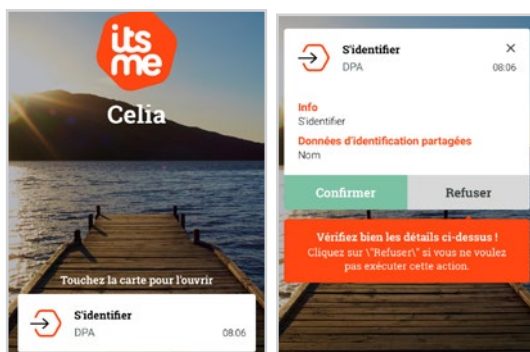 itsme
Celia
Touchez la carte pour l'ouvrir
S'identifier
DPA 08:06
S'identifier ×
DPA 08:06
Info
S'identifier
Données d'identification partagées
Nom
Confirmer Refuser
Vérifiez bien les détails ci-dessus !
Cliquez sur \"Refuser\" si vous ne voulez
pas exécuter cette action.